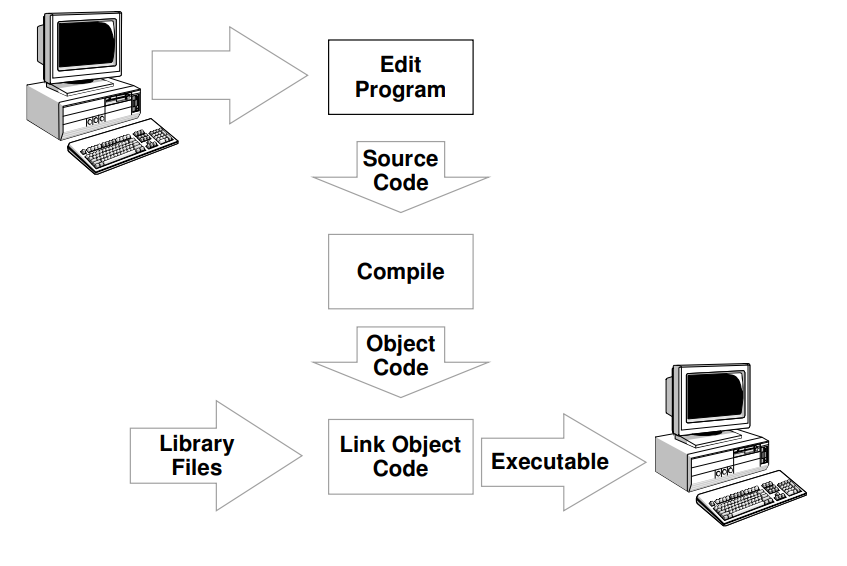 Edit
Program
Source
Code
Compile
Object
Code
Library
Files
Link Object
Code
Executable